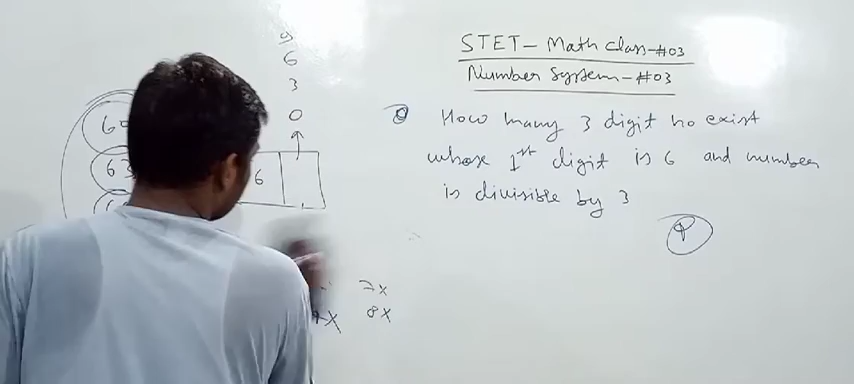 STET - Math Class-#03
Number System-#03
Q How many 3 digit no exist
whose 1st digit is 6 and number
is divisible by 3
9
6
3
0
6
63
7x
8x